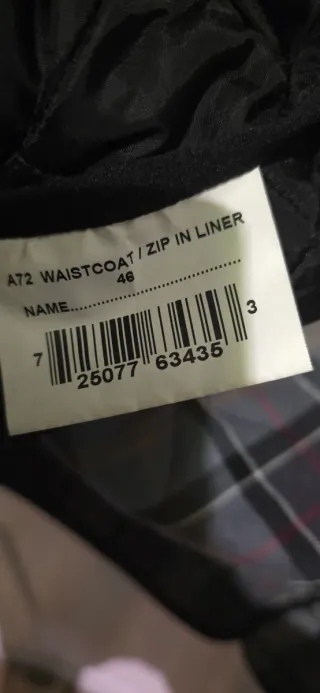 A72 WAISTCOAT / ZIP IN LINER
46
NAME........................................
7 25077 63435 3